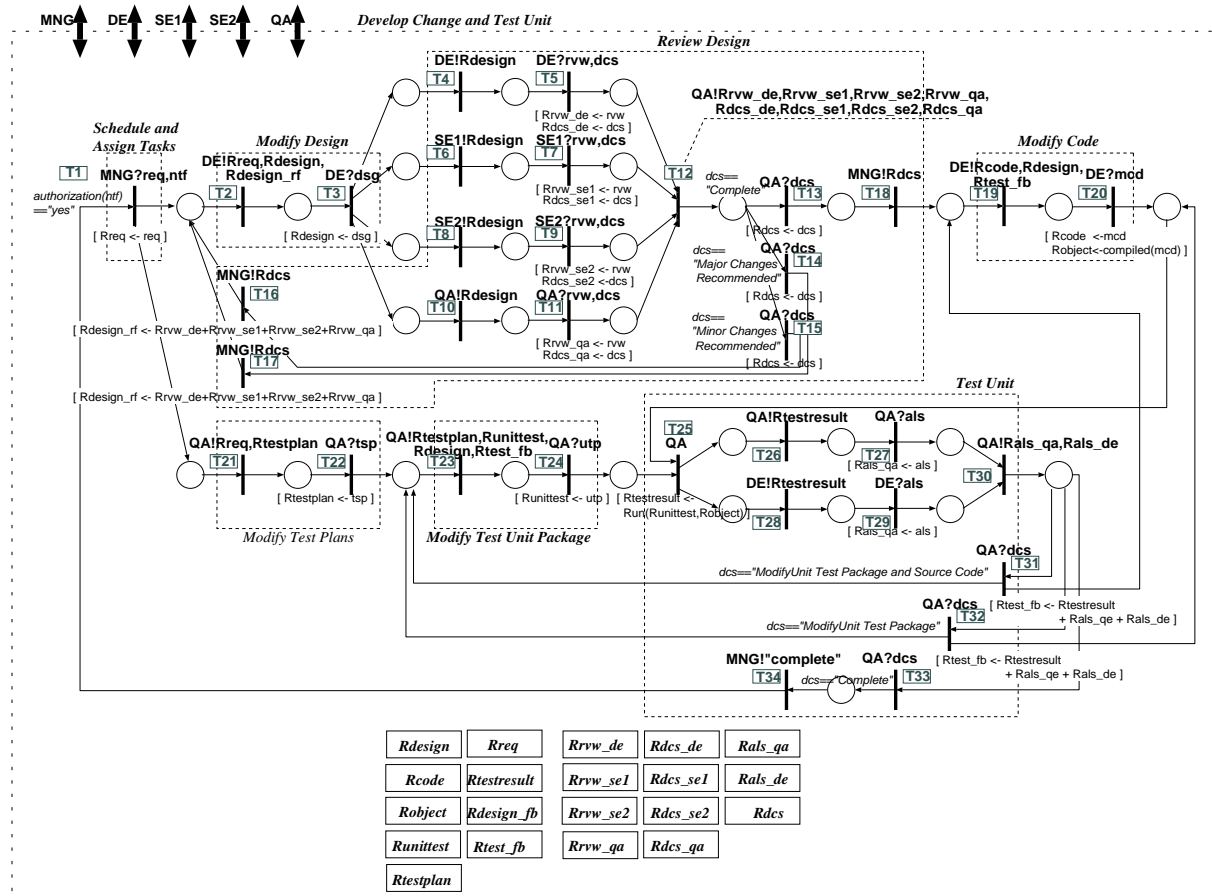 MNG DE SE1 SE2 QA Develop Change and Test Unit
Review Design
DE!Rdesign DE?rvw,dcs
T4 T5
QA!Rrvw_de,Rrvw_se1,Rrvw_se2,Rrvw_qa,
Rdcs_de,Rdcs_se1,Rdcs_se2,Rdcs_qa
[ Rrvw_de <- rvw
Rdcs_de <- dcs ]
Schedule and
Assign Tasks
Modify Design
Modify Code
SE1!Rdesign SE1?rvw,dcs
T6 T7
T1
MNG?req,ntf
DE!Rreq,Rdesign,
Rdesign_rf
DE?dsg
T2 T3
T12
dcs==
"Complete"
QA?dcs
T13
MNG!Rdcs
T18
DE!Rcode,Rdesign,
Rtest_fb
T19
DE?mcd
T20
authorization(ntf)
=="yes"
[ Rrvw_se1 <- rvw
Rdcs_se1 <- dcs ]
[ Rreq <- req ]
[ Rdesign <- dsg ]
SE2!Rdesign SE2?rvw,dcs
T8 T9
[ Rdcs <- dcs ]
[ Rcode <-mcd
Robject<-compiled(mcd) ]
dcs==
"Major Changes
Recommended"
QA?dcs
T14
[ Rdcs <- dcs ]
[ Rrvw_se2 <- rvw
Rdcs_se2 <-dcs ]
MNG!Rdcs
T16
QA!Rdesign QA?rvw,dcs
T10 T11
dcs==
"Minor Changes
Recommended"
QA?dcs
T15
[ Rdcs <- dcs ]
[ Rdesign_rf <- Rrvw_de+Rrvw_se1+Rrvw_se2+Rrvw_qa ]
[ Rrvw_qa <- rvw
Rdcs_qa <- dcs ]
MNG!Rdcs
T17
[ Rdesign_rf <- Rrvw_de+Rrvw_se1+Rrvw_se2+Rrvw_qa ]
Test Unit
QA!Rreq,Rtestplan QA?tsp
T21 T22
QA!Rtestplan,Runittest,
Rdesign,Rtest_fb
T23
QA?utp
T24
T25
QA
QA!Rtestresult
T26
QA?als
T27
QA!Rals_qa,Rals_de
T30
[ Rals_qa <- als ]
[ Rtestplan <- tsp ]
[ Runittest <- utp ]
[ Rtestresult <-
Run((Runittest,Robject)/]
DE!Rtestresult
T28
DE?als
T29
[ Rals_qa <- als ]
Modify Test Plans
Modify Test Unit Package
QA?dcs
T31
dcs=="ModifyUnit Test Package and Source Code"
[ Rtest_fb <- Rtestresult
+ Rals_qe + Rals_de ]
QA?dcs
T32
dcs=="ModifyUnit Test Package"
[ Rtest_fb <- Rtestresult
+ Rals_qe + Rals_de ]
MNG!"complete"
T34
dcs=="Complete"
QA?dcs
T33
Rdesign Rreq Rrvw_de Rdcs_de Rals_qa
Rcode Rtestresult Rrvw_se1 Rdcs_se1 Rals_de
Robject Rdesign_fb Rrvw_se2 Rdcs_se2 Rdcs
Runittest Rtest_fb Rrvw_qa Rdcs_qa
Rtestplan